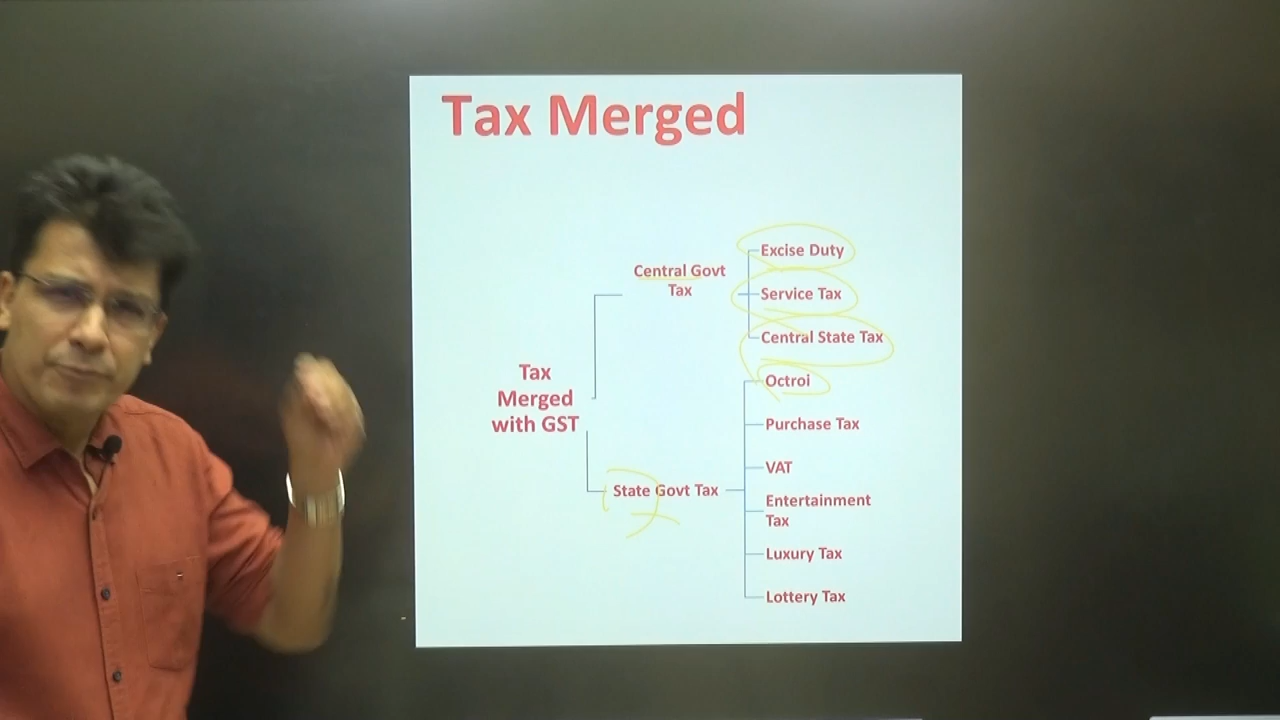 Tax Merged
Tax
Merged
with GST
Central Govt
Tax
Excise Duty
Service Tax
Central State Tax
State Govt Tax
Octroi
Purchase Tax
VAT
Entertainment
Tax
Luxury Tax
Lottery Tax